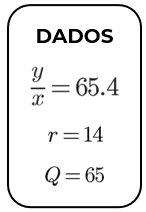 DADOS
y/x = 65.4
r = 14
Q = 65